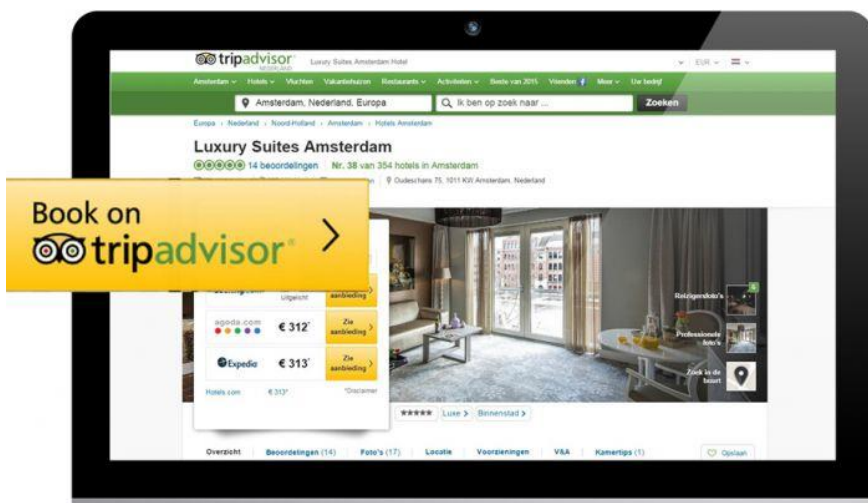 tripadvisor
NEDERLAND
Luxury Suites Amsterdam Hotel
EUR
Amsterdam Hotels Vluchten Vakantiehuizen Restaurants Activiteiten Beste van 2015 Vrienden Meer Uw bedrijf
Amsterdam, Nederland, Europa
Ik ben op zoek naar ...
Zoeken
Europa › Nederland › Noord-Holland › Amsterdam › Hotels Amsterdam
Luxury Suites Amsterdam
14 beoordelingen Nr. 38 van 354 hotels in Amsterdam
Oudeschans 75, 1011 KW Amsterdam, Nederland
Book on
tripadvisor®
Uitgelicht
aanbieding
agoda.com
€ 312*
Zie
aanbieding
Expedia
€ 313*
Zie
aanbieding
Hotels.com € 313* *Disclaimer
Reizigersfoto's
6
Professionele
foto's
Zoek in de
buurt
Luxe > Binnenstad >
Overzicht Beoordelingen (14) Foto's (17) Locatie Voorzieningen V&A Kamertips (1) Opslaan